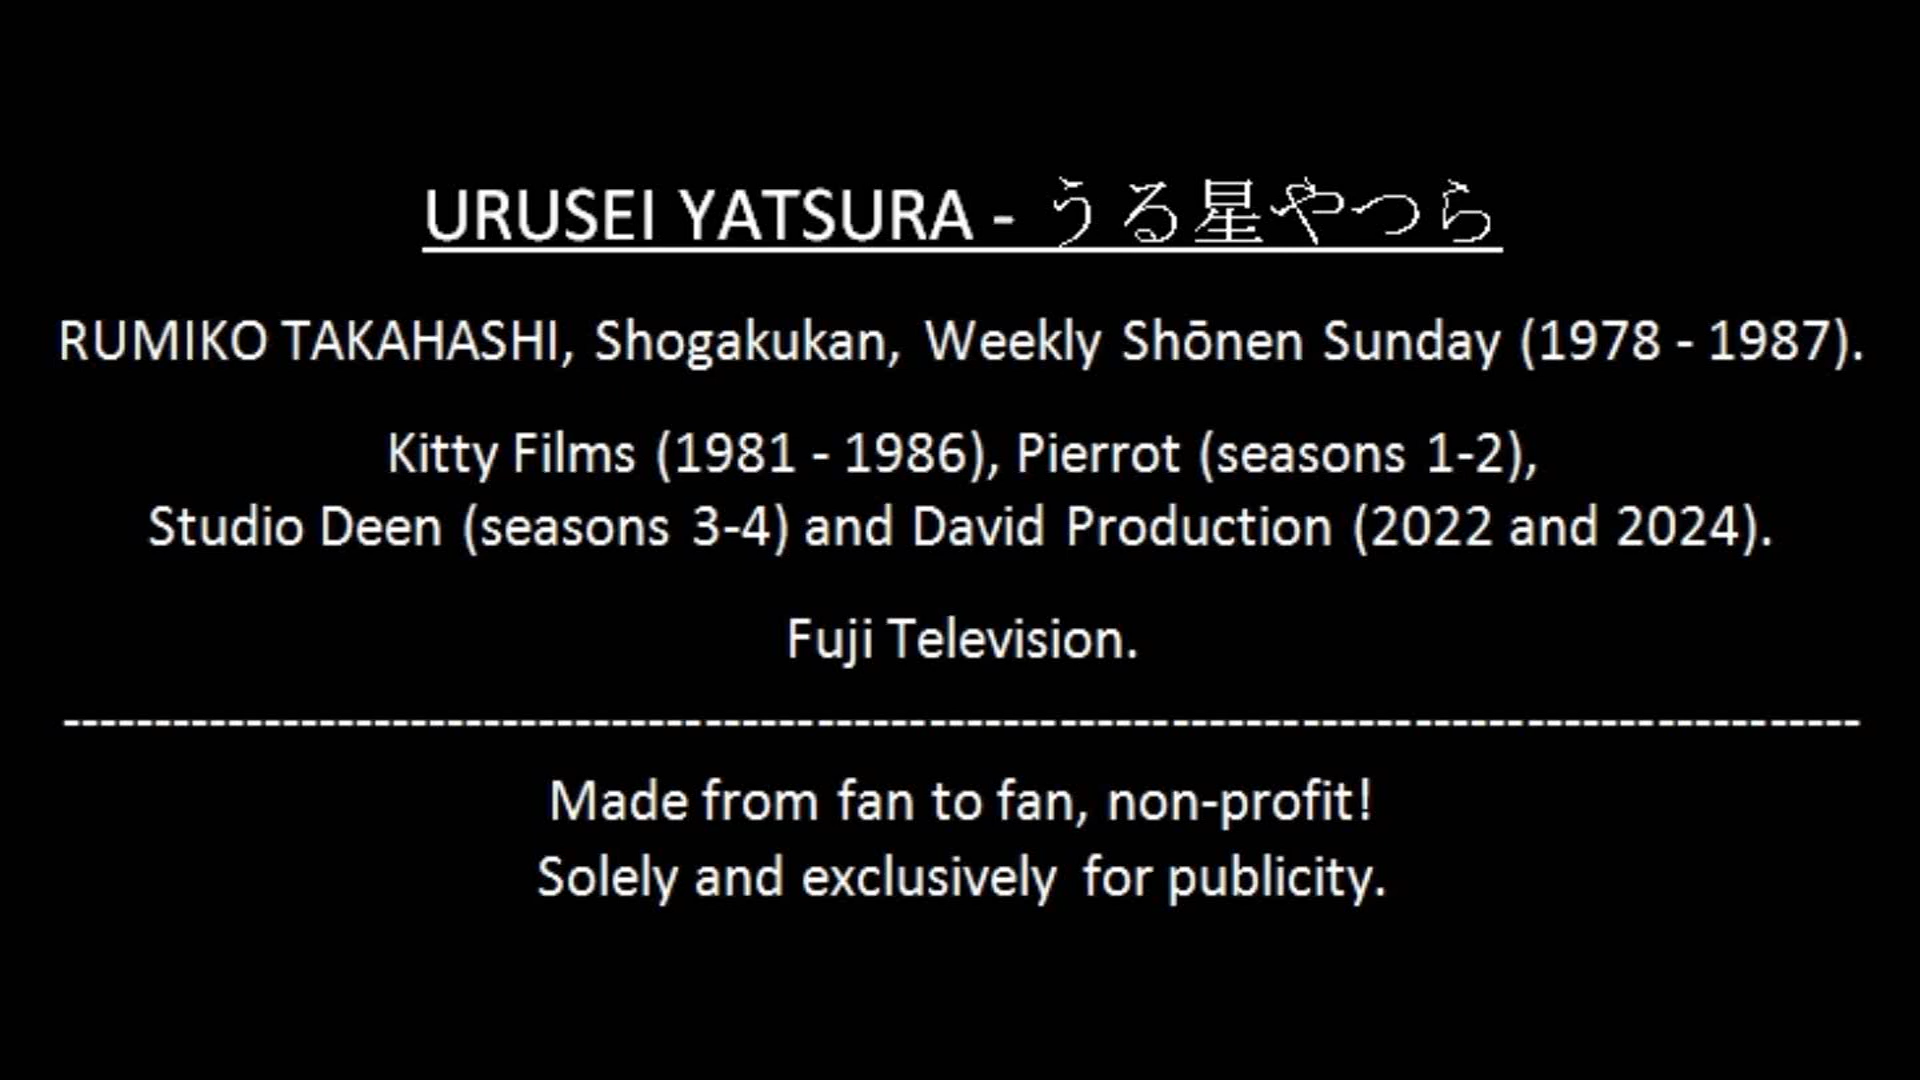 URUSEI YATSURA - うる星やつら
RUMIKO TAKAHASHI, Shogakukan, Weekly Shōnen Sunday (1978 - 1987).
Kitty Films (1981 - 1986), Pierrot (seasons 1-2),
Studio Deen (seasons 3-4) and David Production (2022 and 2024).
Fuji Television.
-------------------------------------------------------------------------------------------------
Made from fan to fan, non-profit!
Solely and exclusively for publicity.